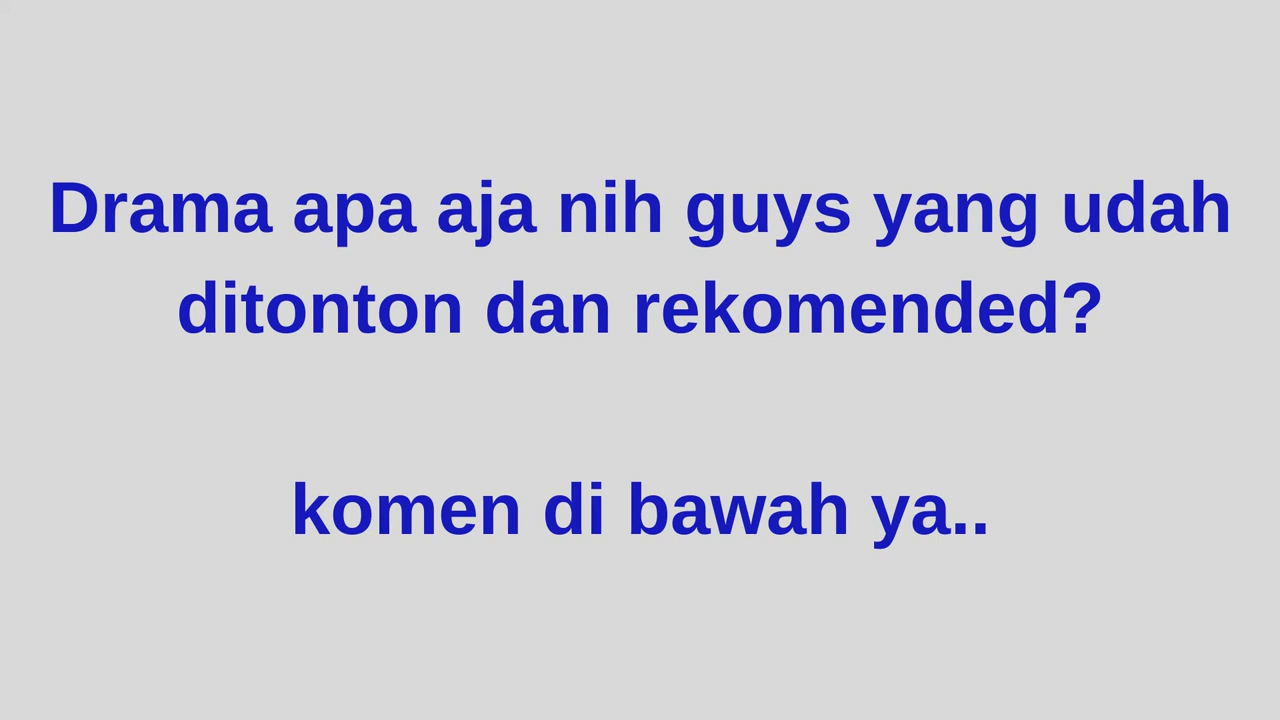 Drama apa aja nih guys yang udah
ditonton dan rekomended?
komen di bawah ya..